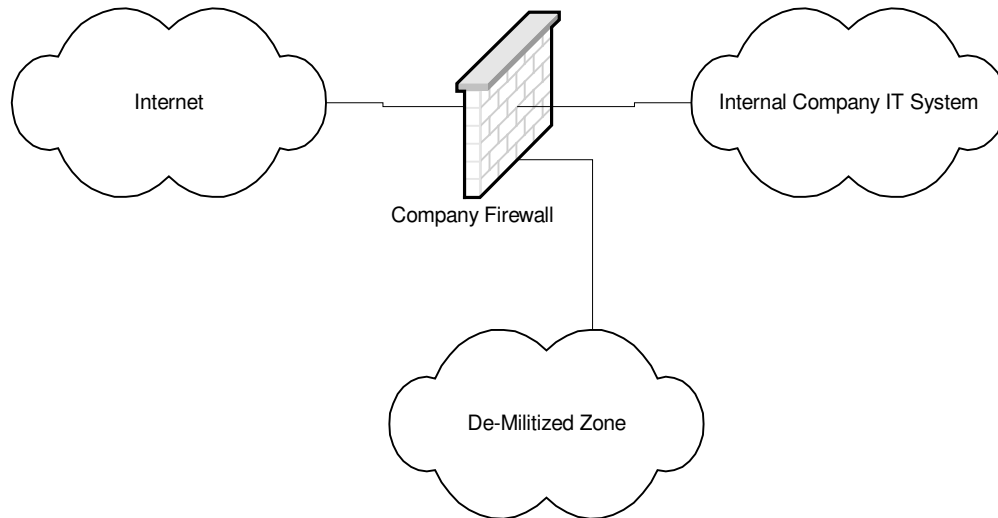 Internet
Internal Company IT System
Company Firewall
De-Militized Zone